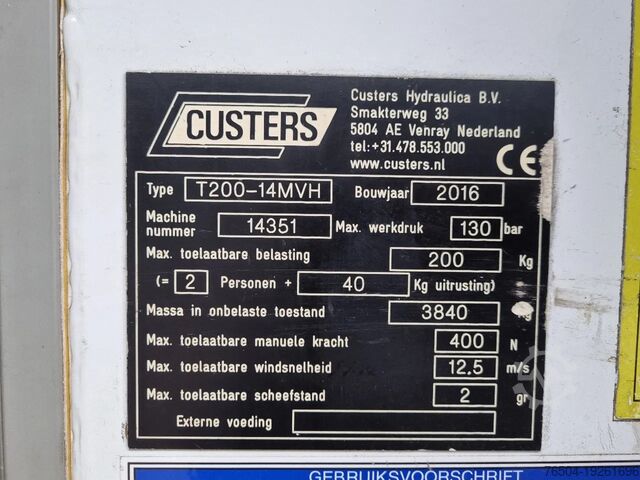 CUSTERS
Custers Hydraulica B.V.
Smakterweg 33
5804 AE Venray Nederland
tel:+31.478.553.000
www.custers.nl
CE
Type T200-14MVH Bouwjaar 2016
Machine nummer 14351 Max. werkdruk 130 bar
Max. toelaatbare belasting 200 Kg
(= 2 Personen + 40 Kg uitrusting)
Massa in onbelaste toestand 3840 Kg
Max. toelaatbare manuele kracht 400 N
Max. toelaatbare windsnelheid 12.5 m/s
Max. toelaatbare scheefstand 2 gr
Externe voeding
GEBRUIKSVOORSCHRIFT